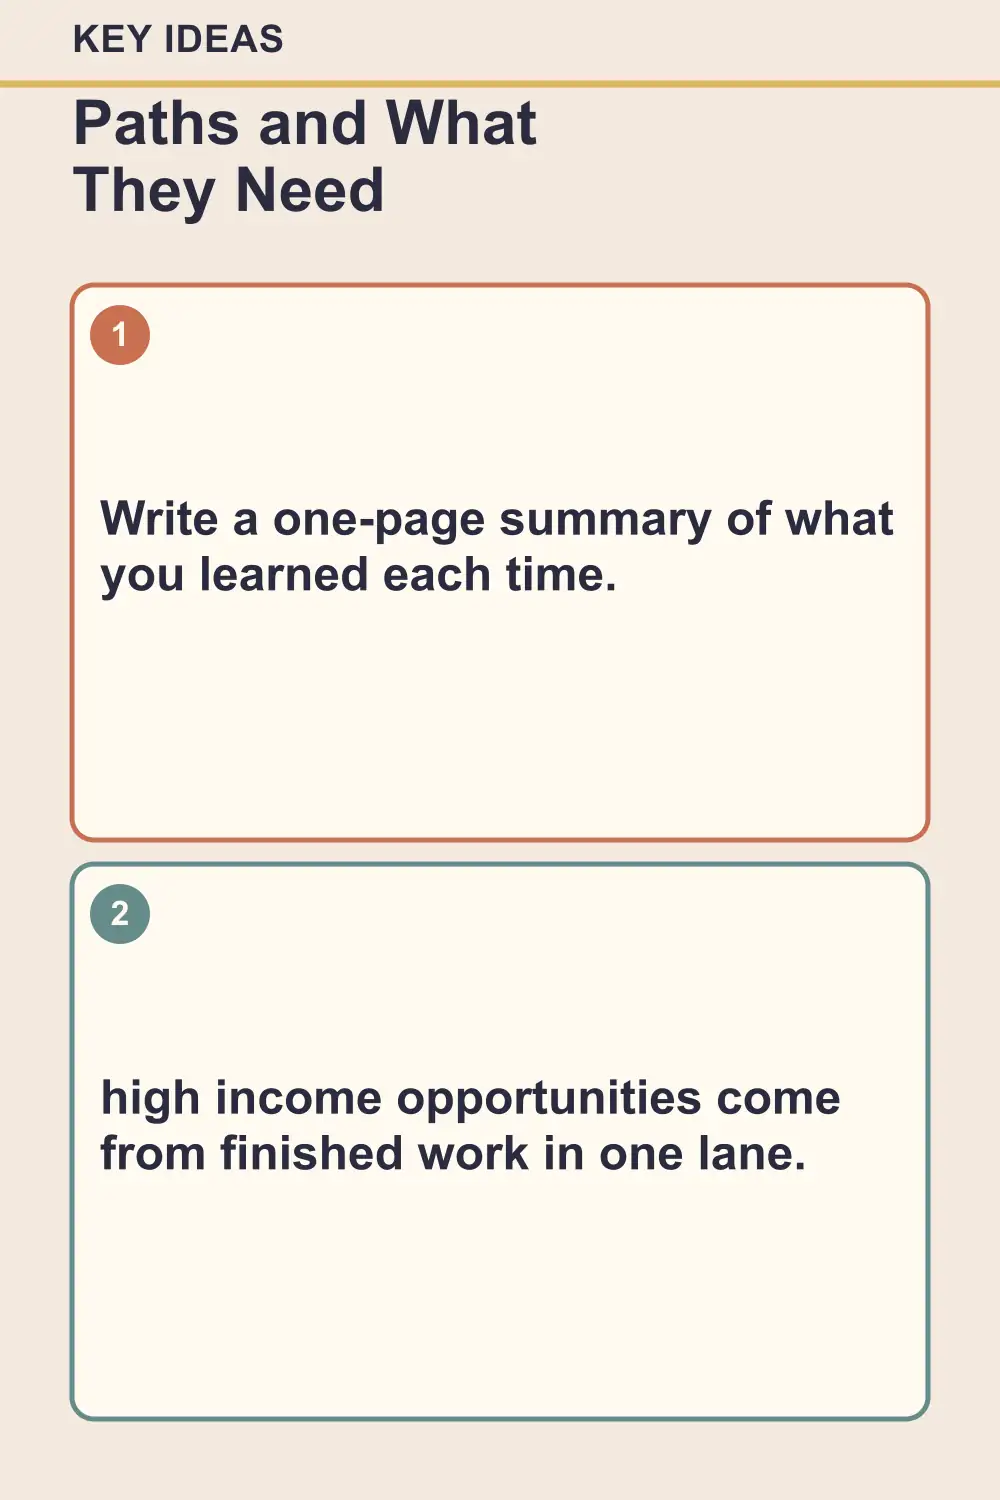 KEY IDEAS
Paths and What
They Need
1
Write a one-page summary of what
you learned each time.
2
high income opportunities come
from finished work in one lane.